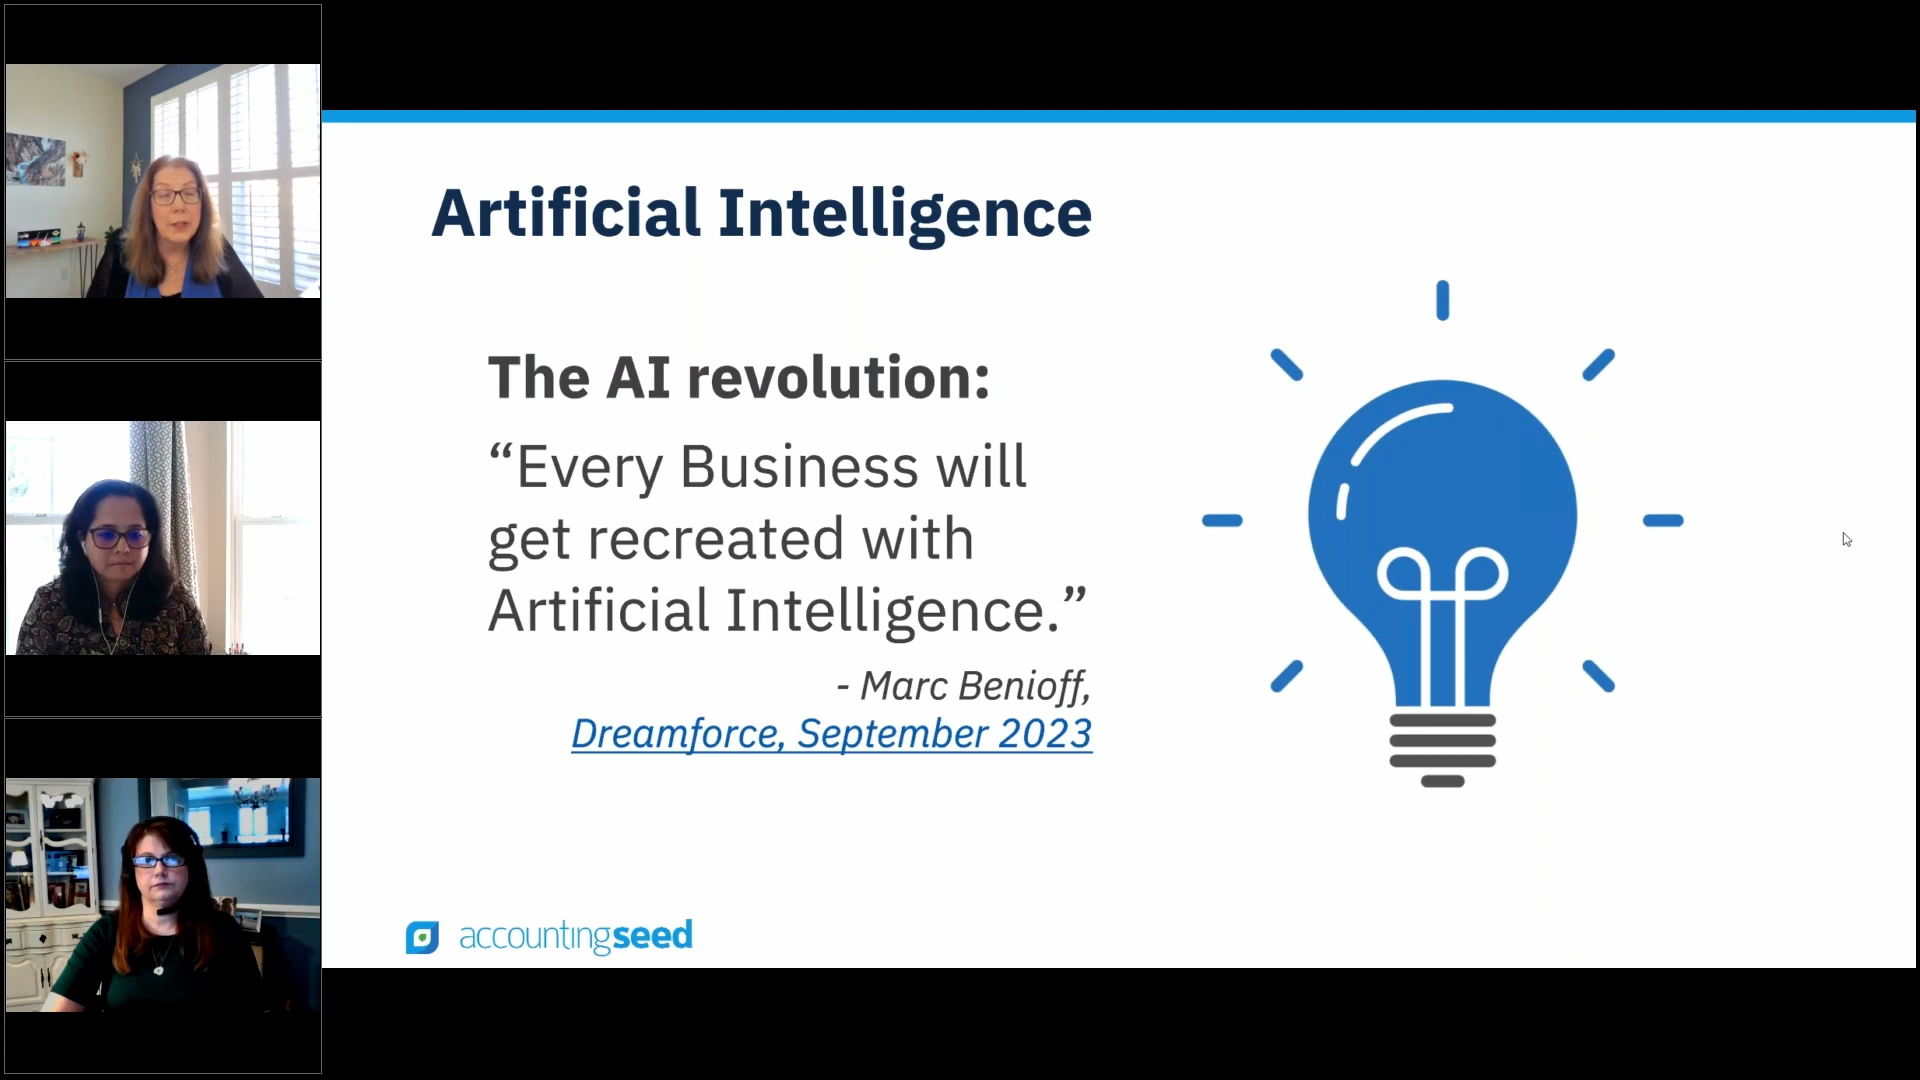 Artificial Intelligence
The AI revolution:
“Every Business will
get recreated with
Artificial Intelligence.”
- Marc Benioff,
Dreamforce, September 2023
accountingseed